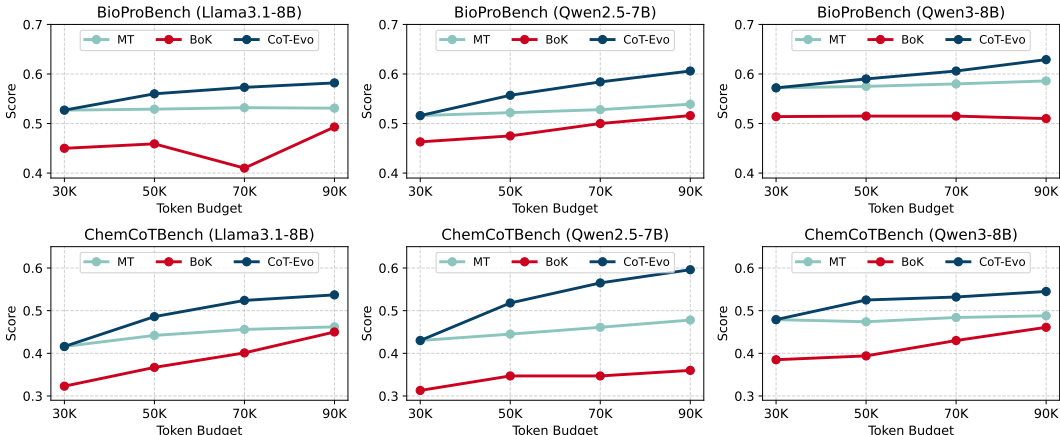 BioProBench (Llama3.1-8B)
0.7
0.6
0.5
0.4
Score
MT BoK CoT-Evo
30K 50K 70K 90K
Token Budget
BioProBench (Qwen2.5-7B)
0.7
0.6
0.5
0.4
Score
MT BoK CoT-Evo
30K 50K 70K 90K
Token Budget
BioProBench (Qwen3-8B)
0.7
0.6
0.5
0.4
Score
MT BoK CoT-Evo
30K 50K 70K 90K
Token Budget
ChemCoTBench (Llama3.1-8B)
0.6
0.5
0.4
0.3
Score
MT BoK CoT-Evo
30K 50K 70K 90K
Token Budget
ChemCoTBench (Qwen2.5-7B)
0.6
0.5
0.4
0.3
Score
MT BoK CoT-Evo
30K 50K 70K 90K
Token Budget
ChemCoTBench (Qwen3-8B)
0.6
0.5
0.4
0.3
Score
MT BoK CoT-Evo
30K 50K 70K 90K
Token Budget